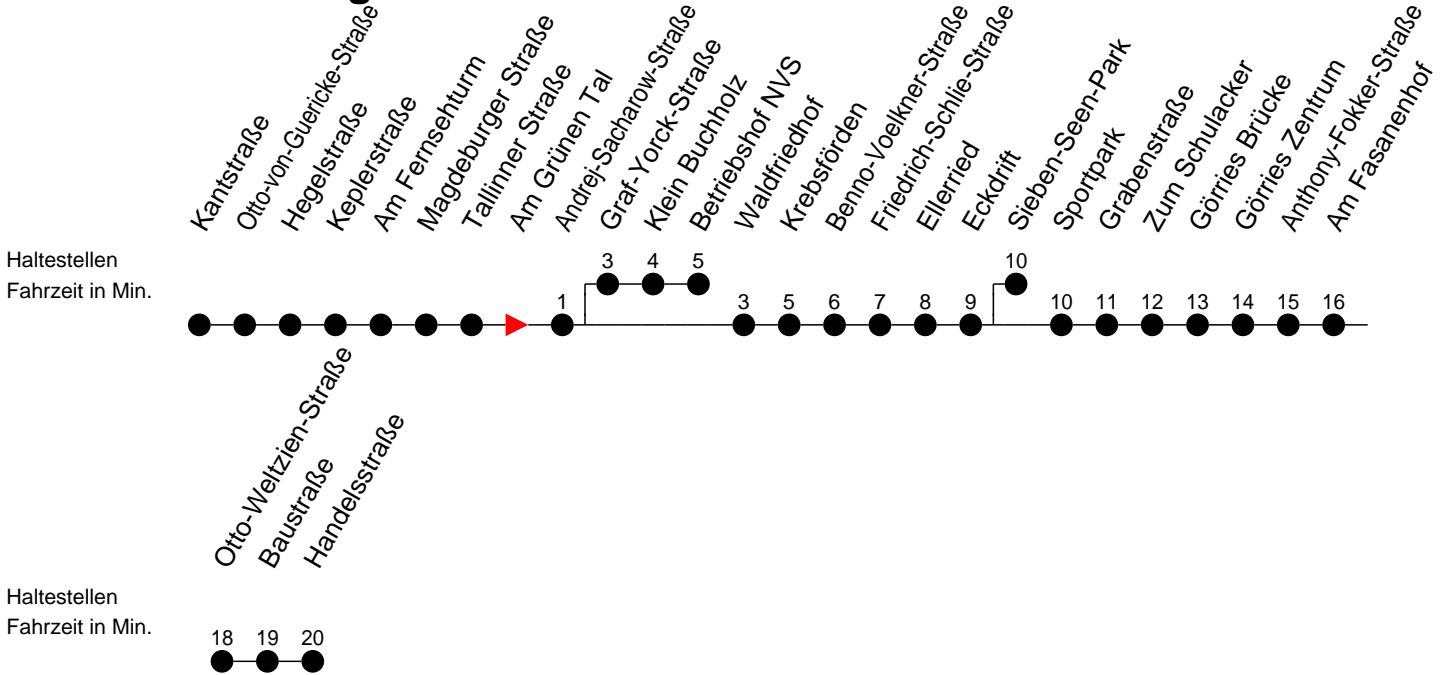 Kantstraße
Otto-von-Guericke-Straße
Hegelstraße
Keplerstraße
Am Fernsehturm
Magdeburger Straße
Tallinner Straße
Am Grünen Tal
Andrej-Sacharow-Straße
Graf-Yorck-Straße
Klein Buchholz
Betriebshof NVS
Waldfriedhof
Krebsförden
Benno-Voelkner-Straße
Friedrich-Schlie-Straße
Ellerried
Eckdrift
Sieben-Seen-Park
Sportpark
Grabenstraße
Zum Schulacker
Görries Brücke
Görries Zentrum
Anthony-Fokker-Straße
Am Fasanenhof
Haltestellen
Fahrzeit in Min.
3 4 5 10
1 3 5 6 7 8 9 10 11 12 13 14 15 16
Otto-Weltzien-Straße
Baustraße
Handelsstraße
Haltestellen
Fahrzeit in Min.
18 19 20